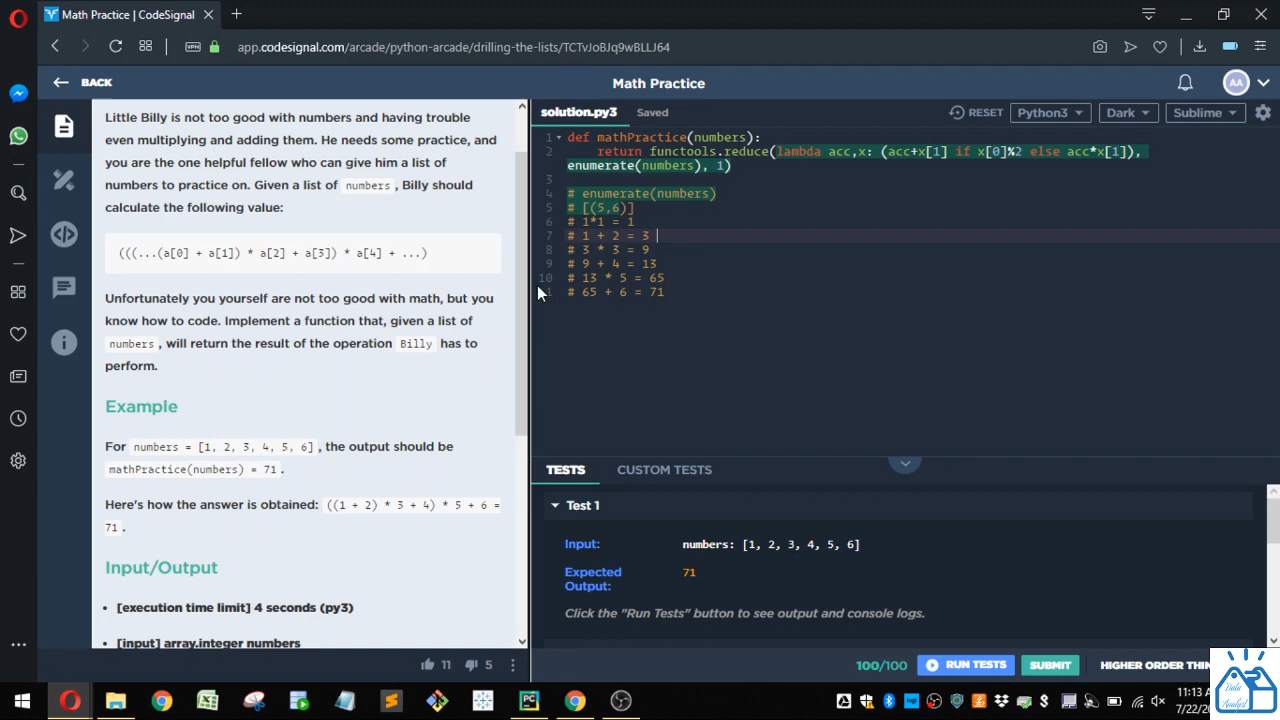 Math Practice | CodeSignal
VPN
app.codesignal.com/arcade/python-arcade/drilling-the-lists/TCTvJoBJq9wBLLJ64
BACK
Math Practice
AA
Little Billy is not too good with numbers and having trouble
even multiplying and adding them. He needs some practice, and
you are the one helpful fellow who can give him a list of
numbers to practice on. Given a list of numbers, Billy should
calculate the following value:
(((...(a[0] + a[1]) * a[2] + a[3]) * a[4] + ...)
Unfortunately you yourself are not too good with math, but you
know how to code. Implement a function that, given a list of
numbers, will return the result of the operation Billy has to
perform.
Example
For numbers = [1, 2, 3, 4, 5, 6], the output should be
mathPractice(numbers) = 71.
Here's how the answer is obtained: ((1 + 2) * 3 + 4) * 5 + 6 =
71.
Input/Output
• [execution time limit] 4 seconds (py3)
• [input] array.integer numbers
11 5
solution.py3 Saved RESET Python3 Dark Sublime
1 def mathPractice(numbers):
2 return functools.reduce(lambda acc,x: (acc+x[1] if x[0]%2 else acc*x[1]),
enumerate(numbers), 1)
3
4 # enumerate(numbers)
5 # [(5,6)]
6 # 1*1 = 1
7 # 1 + 2 = 3
8 # 3 * 3 = 9
9 # 9 + 4 = 13
10 # 13 * 5 = 65
# 65 + 6 = 71
TESTS CUSTOM TESTS
Test 1
Input: numbers: [1, 2, 3, 4, 5, 6]
Expected 71
Output:
Click the "Run Tests" button to see output and console logs.
100/100 RUN TESTS SUBMIT HIGHER ORDER THIN
11:13 A
7/22/20
Data
Analyst